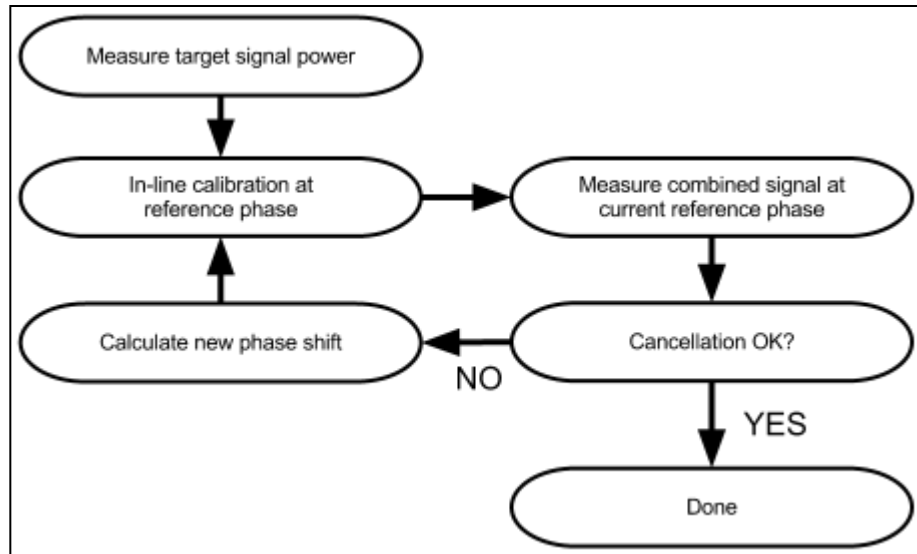 Measure target signal power
In-line calibration at
reference phase
Measure combined signal at
current reference phase
Calculate new phase shift
NO
Cancellation OK?
YES
Done